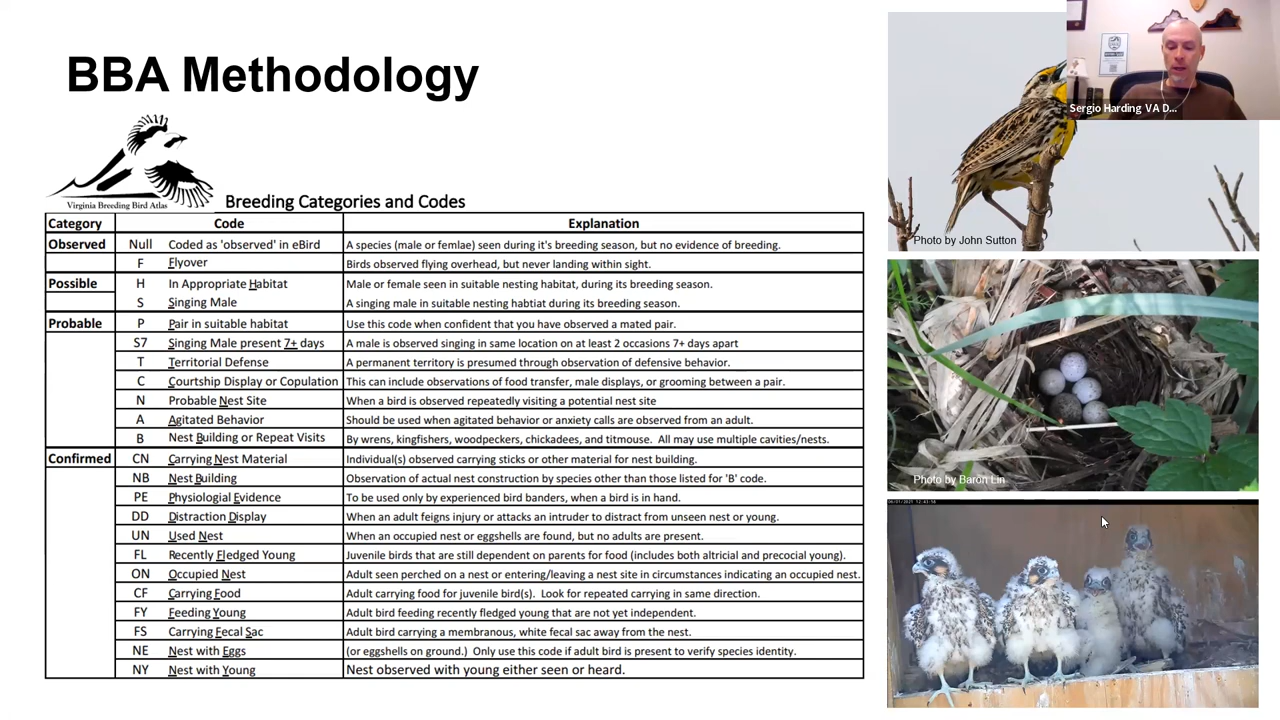 BBA Methodology
Sergio Harding VA D...
Virginia Breeding Bird Atlas
Breeding Categories and Codes
Category Code Explanation
Observed Null Coded as 'observed' in eBird A species (male or femlae) seen during it's breeding season, but no evidence of breeding.
F Flyover Birds observed flying overhead, but never landing within sight.
Possible H In Appropriate Habitat Male or female seen in suitable nesting habitat, during its breeding season.
S Singing Male A singing male in suitable nesting habtiat during its breeding season.
Probable P Pair in suitable habitat Use this code when confident that you have observed a mated pair.
S7 Singing Male present 7+ days A male is observed singing in same location on at least 2 occasions 7+ days apart
T Territorial Defense A permanent territory is presumed through observation of defensive behavior.
C Courtship Display or Copulation This can include observations of food transfer, male displays, or grooming between a pair.
N Probable Nest Site When a bird is observed repeatedly visiting a potential nest site
A Agitated Behavior Should be used when agitated behavior or anxiety calls are observed from an adult.
B Nest Building or Repeat Visits By wrens, kingfishers, woodpeckers, chickadees, and titmouse. All may use multiple cavities/nests.
Confirmed CN Carrying Nest Material Individual(s) observed carrying sticks or other material for nest building.
NB Nest Building Observation of actual nest construction by species other than those listed for 'B' code.
PE Physiologial Evidence To be used only by experienced bird banders, when a bird is in hand.
DD Distraction Display When an adult feigns injury or attacks an intruder to distract from unseen nest or young.
UN Used Nest When an occupied nest or eggshells are found, but no adults are present.
FL Recently Fledged Young Juvenile birds that are still dependent on parents for food (includes both altricial and precocial young).
ON Occupied Nest Adult seen perched on a nest or entering/leaving a nest site in circumstances indicating an occupied nest.
CF Carrying Food Adult carrying food for juvenile bird(s). Look for repeated carrying in same direction.
FY Feeding Young Adult bird feeding recently fledged young that are not yet independent.
FS Carrying Fecal Sac Adult bird carrying a membranous, white fecal sac away from the nest.
NE Nest with Eggs (or eggshells on ground.) Only use this code if adult bird is present to verify species identity.
NY Nest with Young Nest observed with young either seen or heard.
Photo by John Sutton
Photo by Baron Lin